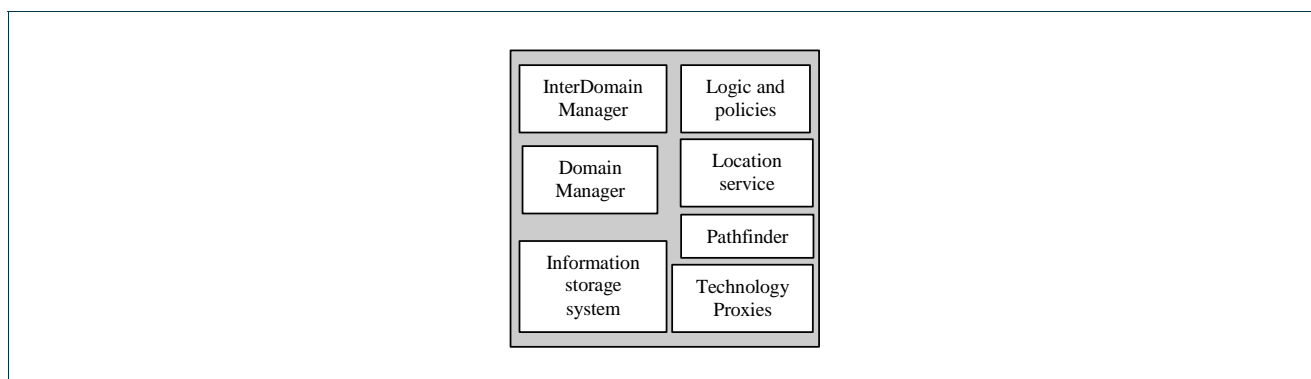 InterDomain
Manager
Logic and
policies
Domain
Manager
Location
service
Pathfinder
Information
storage
system
Technology
Proxies